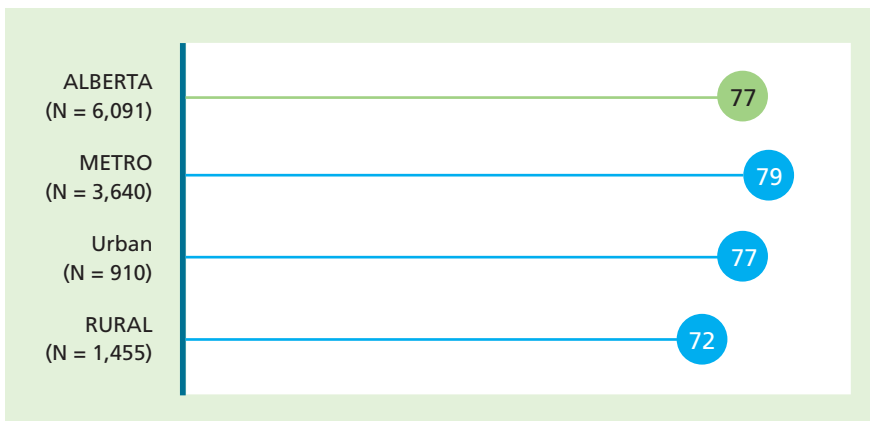 ALBERTA
(N = 6,091)
77
METRO
(N = 3,640)
79
Urban
(N = 910)
77
RURAL
(N = 1,455)
72